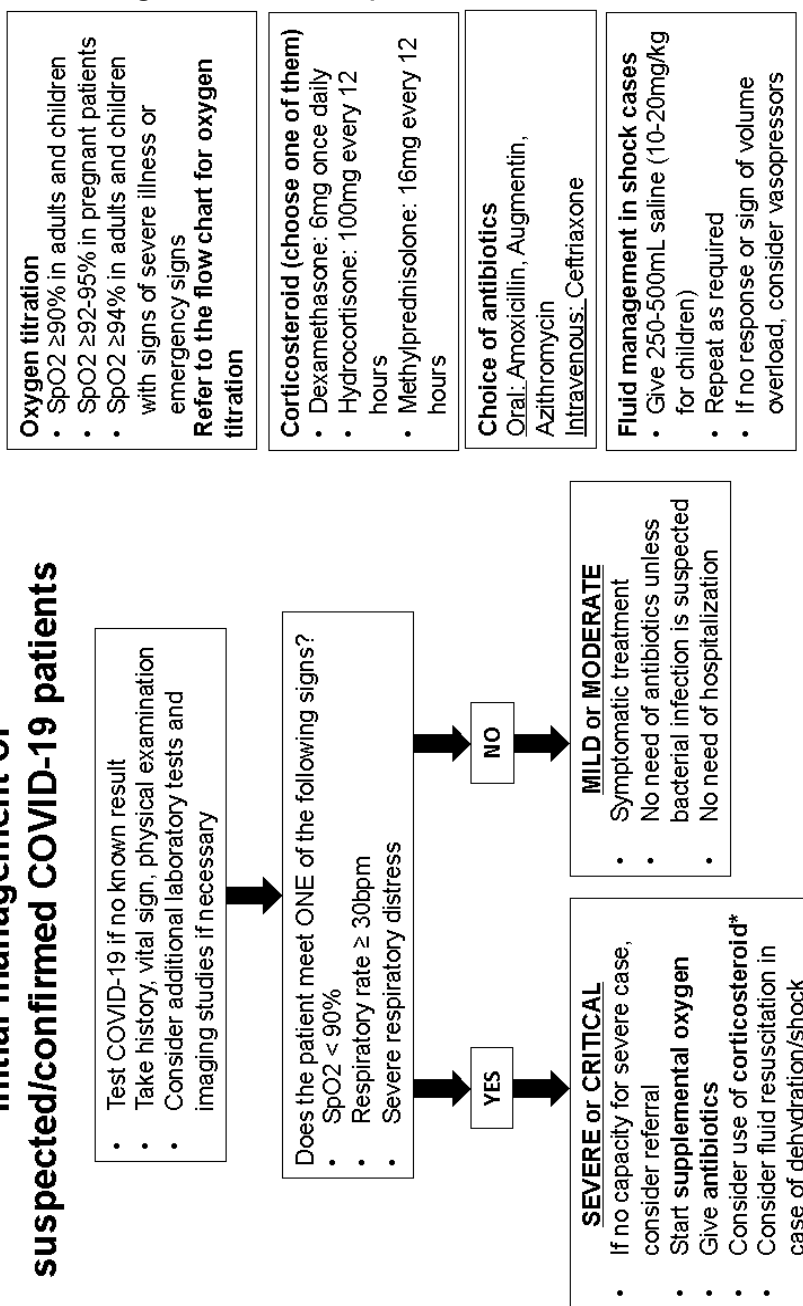 Initial management of
suspected/confirmed COVID-19 patients
• Test COVID-19 if no known result
• Take history, vital sign, physical examination
• Consider additional laboratory tests and
imaging studies if necessary
Does the patient meet ONE of the following signs?
• SpO2 < 90%
• Respiratory rate ≥ 30bpm
• Severe respiratory distress
YES
NO
SEVERE or CRITICAL
• If no capacity for severe case,
consider referral
• Start supplemental oxygen
• Give antibiotics
• Consider use of corticosteroid*
• Consider fluid resuscitation in
case of dehydration/shock
MILD or MODERATE
• Symptomatic treatment
• No need of antibiotics unless
bacterial infection is suspected
• No need of hospitalization
Oxygen titration
• SpO2 ≥90% in adults and children
• SpO2 ≥92-95% in pregnant patients
• SpO2 ≥94% in adults and children
with signs of severe illness or
emergency signs
Refer to the flow chart for oxygen
titration
Corticosteroid (choose one of them)
• Dexamethasone: 6mg once daily
• Hydrocortisone: 100mg every 12
hours
• Methylprednisolone: 16mg every 12
hours
Choice of antibiotics
Oral: Amoxicillin, Augmentin,
Azithromycin
Intravenous: Ceftriaxone
Fluid management in shock cases
• Give 250-500mL saline (10-20mg/kg
for children)
• Repeat as required
• If no response or sign of volume
overload, consider vasopressors